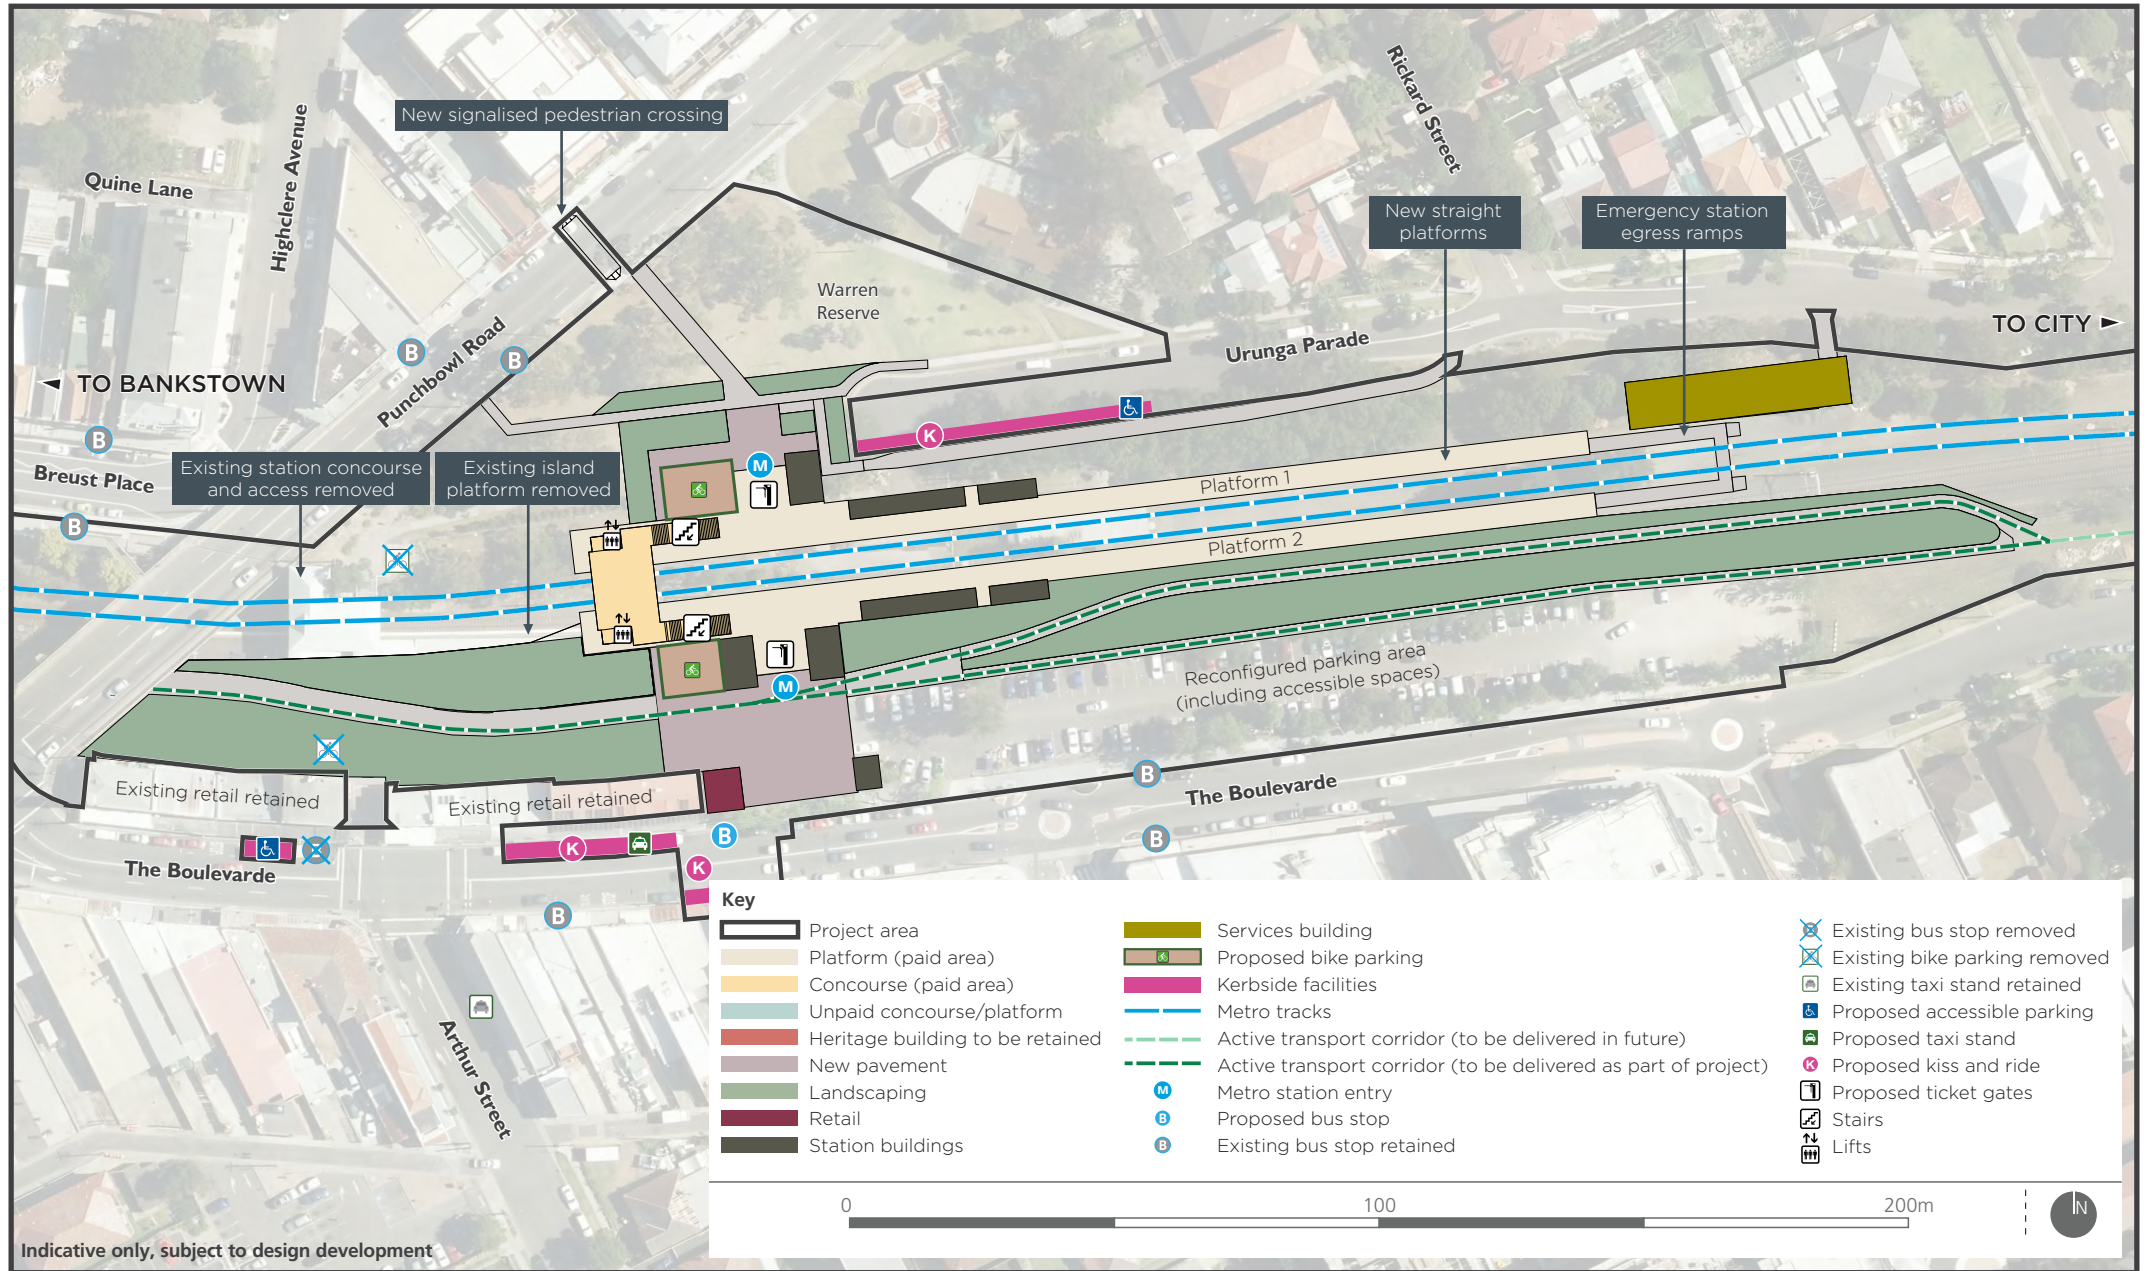 New signalised pedestrian crossing
Quine Lane
Highclere Avenue
Rickard Street
New straight
platforms
Emergency station
egress ramps
Warren
Reserve
TO CITY
Urunga Parade
B
B
Punchbowl Road
TO BANKSTOWN
B
K
Breust Place
Existing station concourse
and access removed
Existing island
platform removed
M
B
Platform 1
Platform 2
M
Reconfigured parking area
(including accessible spaces)
Existing retail retained
Existing retail retained
B
The Boulevarde
B
B
K
K
The Boulevarde
B
Arthur Street
Key
Project area
Platform (paid area)
Concourse (paid area)
Unpaid concourse/platform
Heritage building to be retained
New pavement
Landscaping
Retail
Station buildings
Services building
Proposed bike parking
Kerbside facilities
Metro tracks
Active transport corridor (to be delivered in future)
Active transport corridor (to be delivered as part of project)
M Metro station entry
B Proposed bus stop
B Existing bus stop retained
Existing bus stop removed
Existing bike parking removed
Existing taxi stand retained
Proposed accessible parking
Proposed taxi stand
K Proposed kiss and ride
Proposed ticket gates
Stairs
Lifts
0 100 200m
N
Indicative only, subject to design development